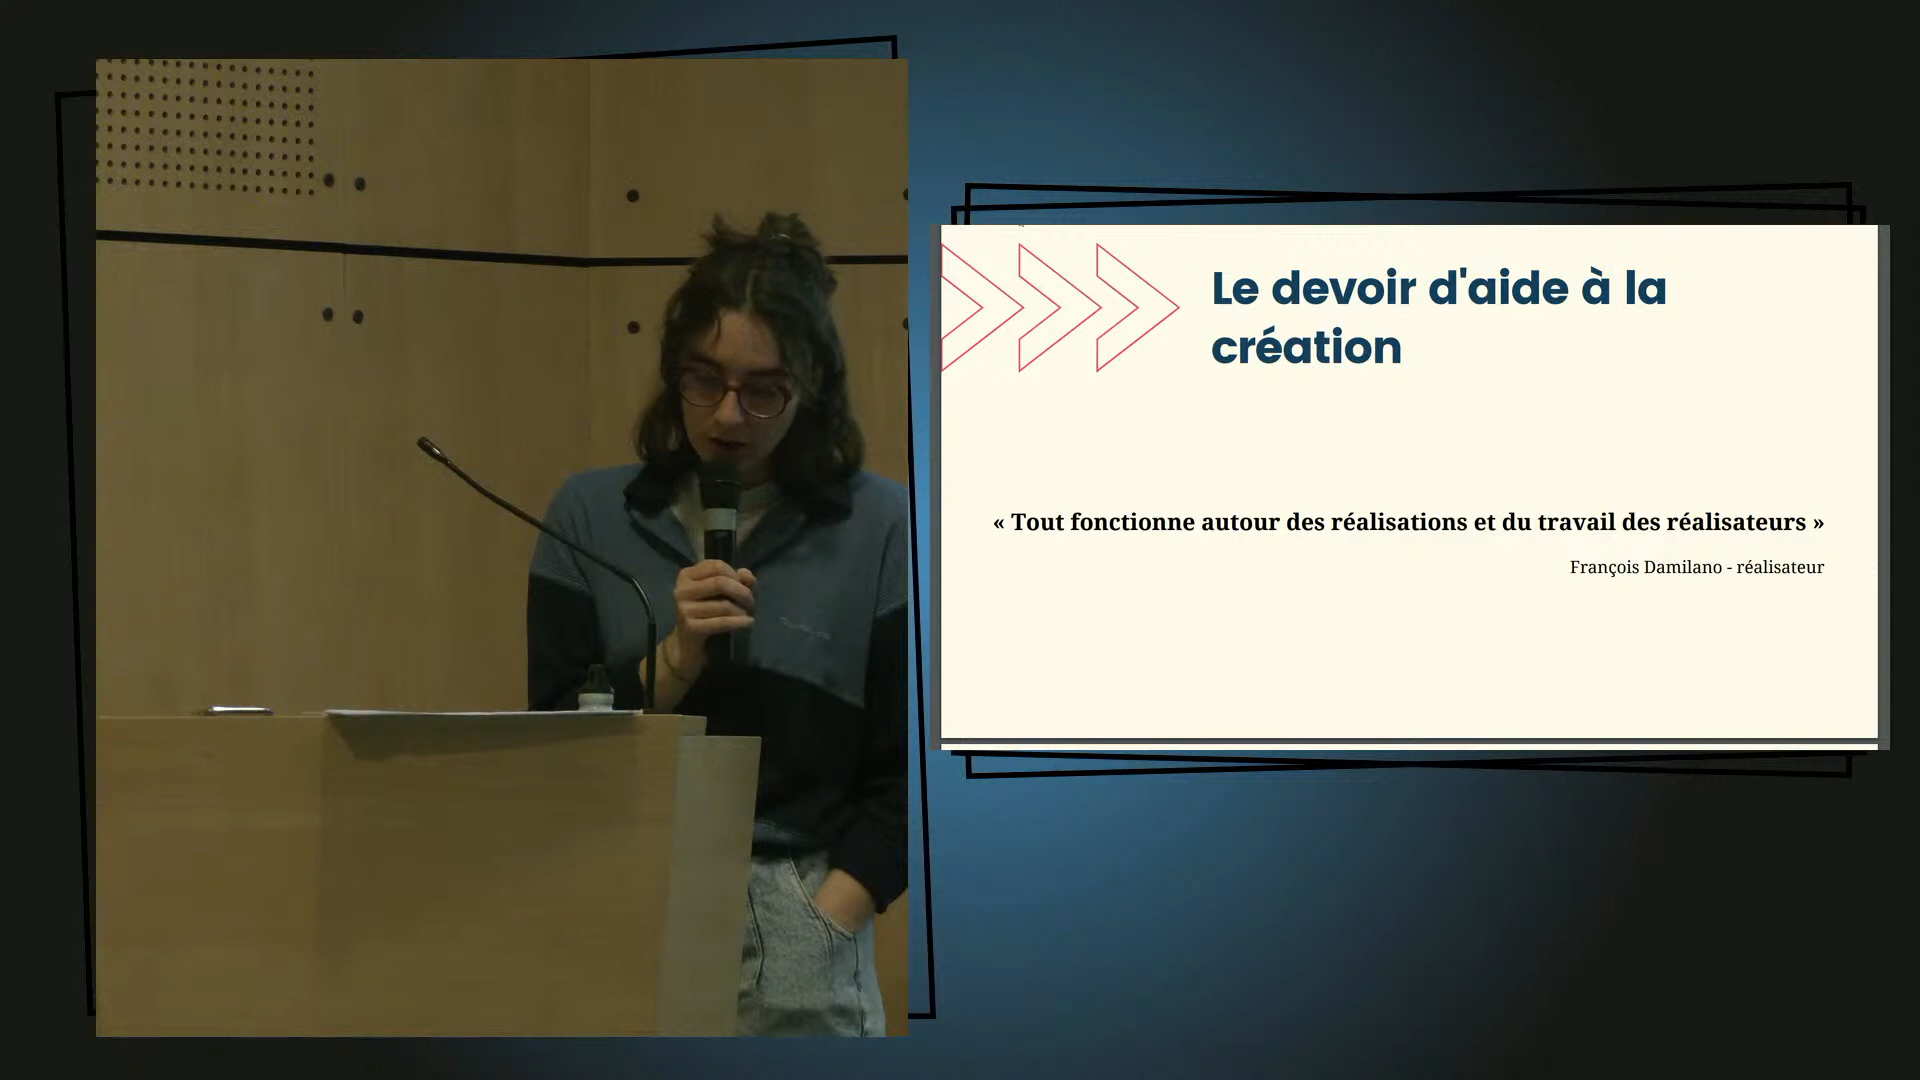 Le devoir d'aide à la
création
« Tout fonctionne autour des réalisations et du travail des réalisateurs »
François Damilano - réalisateur